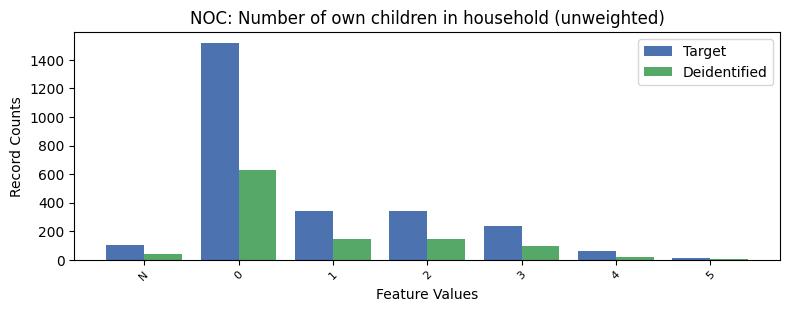 NOC: Number of own children in household (unweighted)
Target
Deidentified
Record Counts
1400
1200
1000
800
600
400
200
0
N
0
1
2
3
4
5
Feature Values